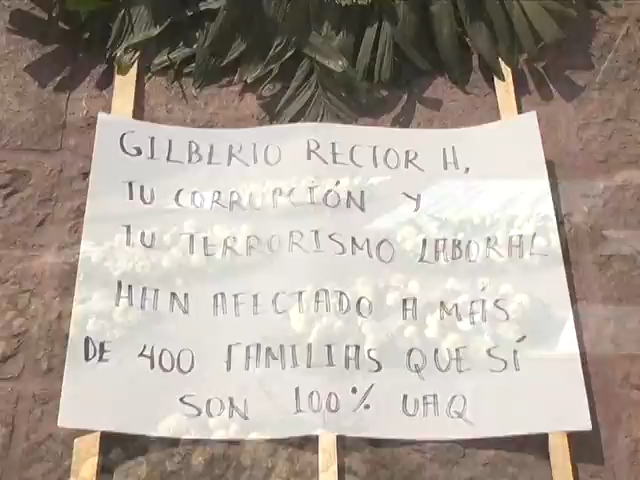 GILBERTO RECTOR H,
TU CORRUPCIÓN Y
TU TERRORISMO LABORAL
HAN AFECTADO A MÁS
DE 400 FAMILIAS QUE SÍ
SON 100% UAQ